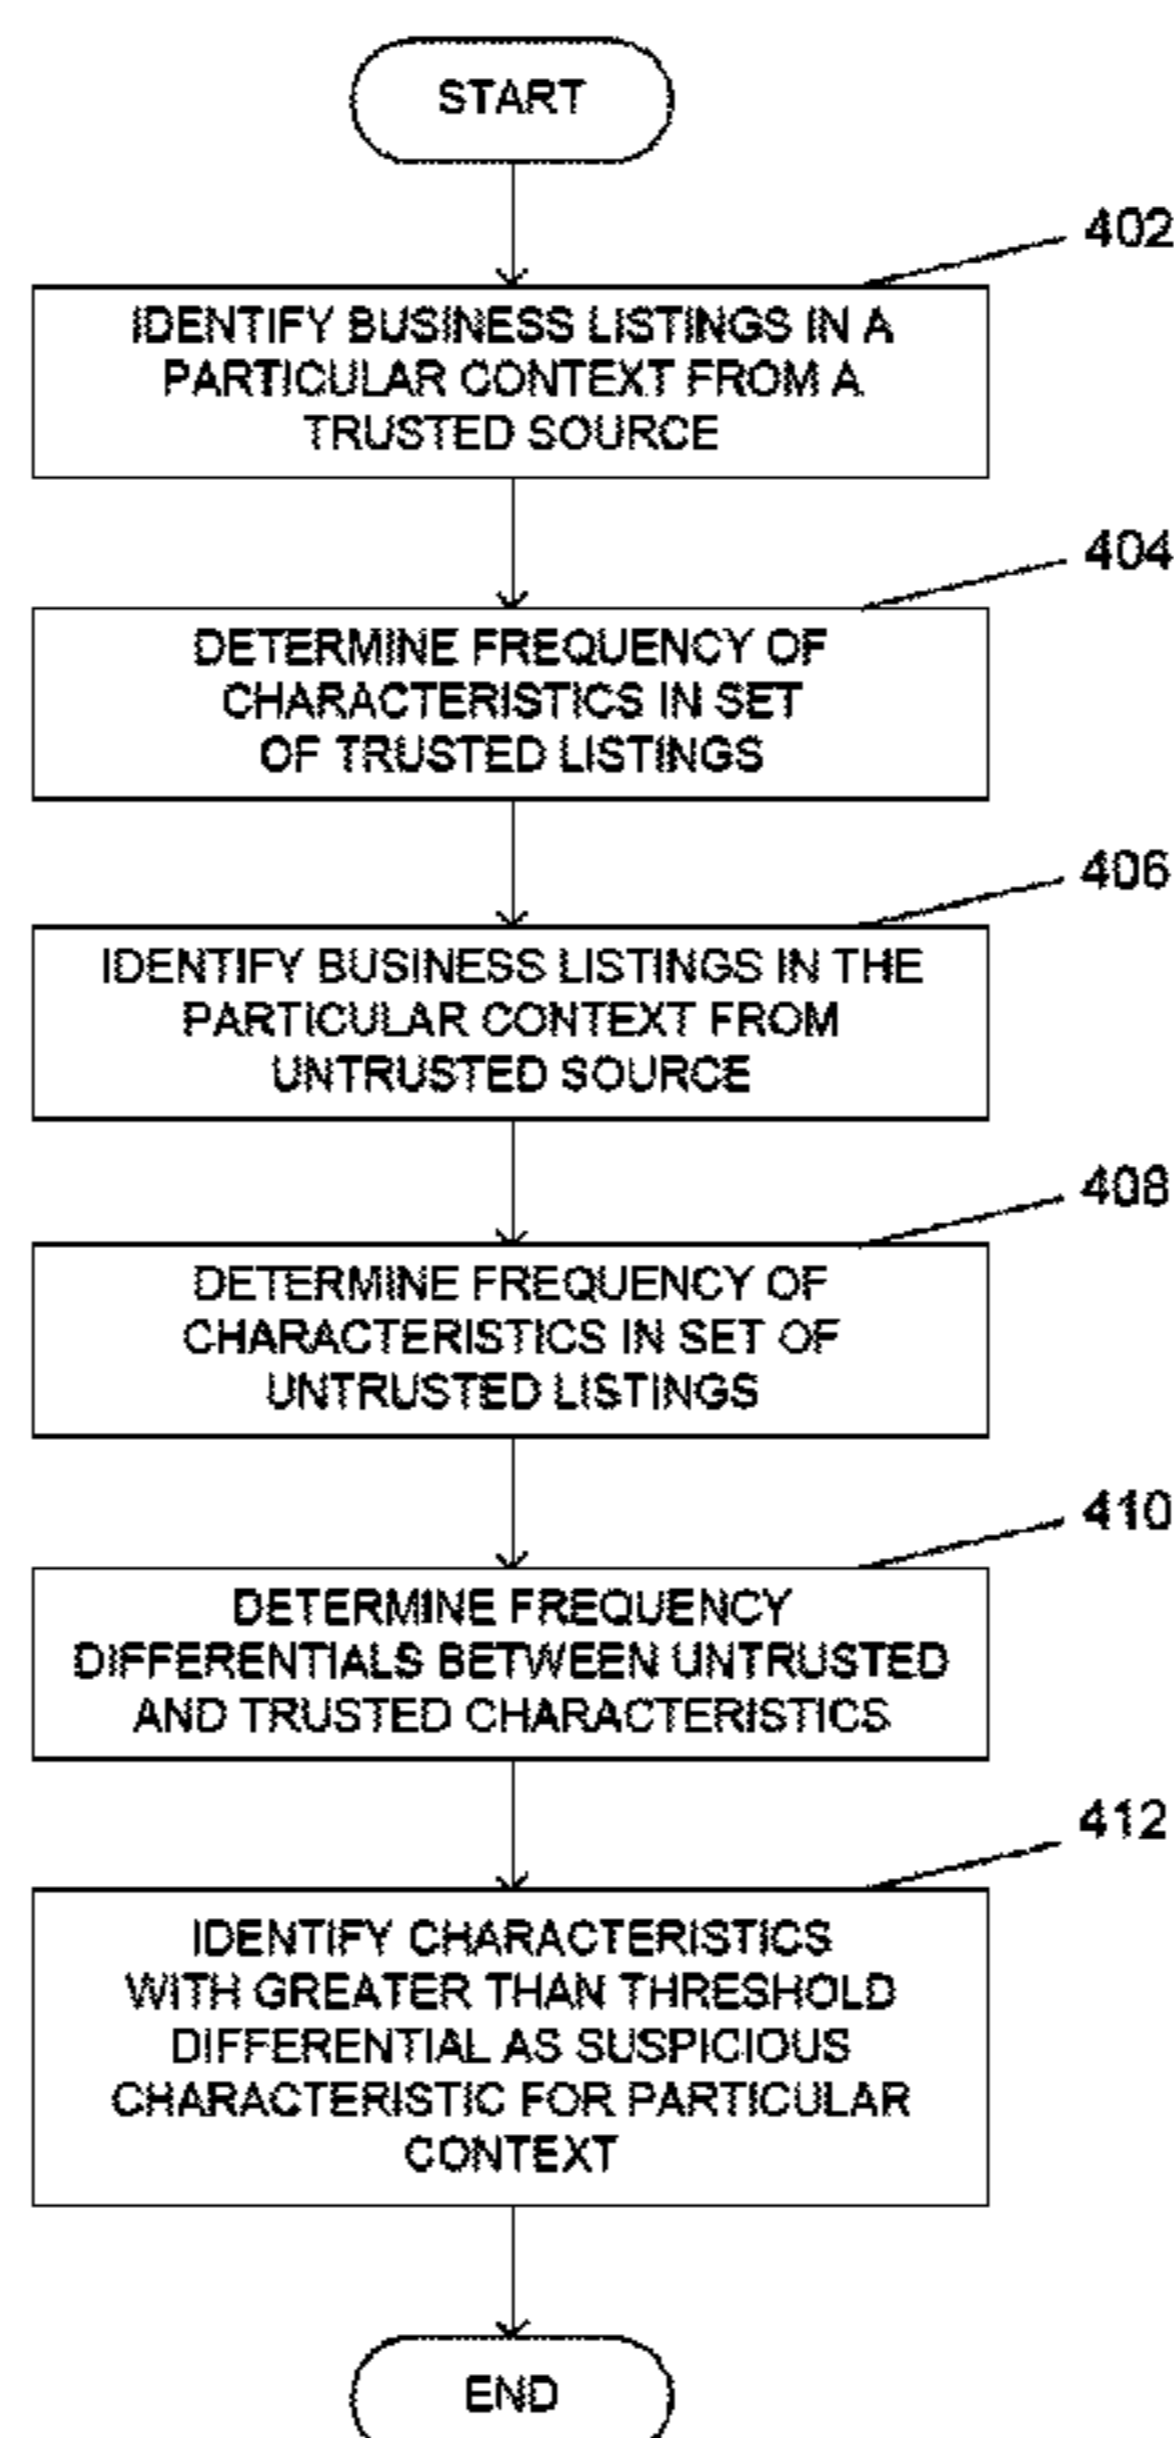 START
402
IDENTIFY BUSINESS LISTINGS IN A
PARTICULAR CONTEXT FROM A
TRUSTED SOURCE
404
DETERMINE FREQUENCY OF
CHARACTERISTICS IN SET
OF TRUSTED LISTINGS
406
IDENTIFY BUSINESS LISTINGS IN THE
PARTICULAR CONTEXT FROM
UNTRUSTED SOURCE
408
DETERMINE FREQUENCY OF
CHARACTERISTICS IN SET OF
UNTRUSTED LISTINGS
410
DETERMINE FREQUENCY
DIFFERENTIALS BETWEEN UNTRUSTED
AND TRUSTED CHARACTERISTICS
412
IDENTIFY CHARACTERISTICS
WITH GREATER THAN THRESHOLD
DIFFERENTIAL AS SUSPICIOUS
CHARACTERISTIC FOR PARTICULAR
CONTEXT
END